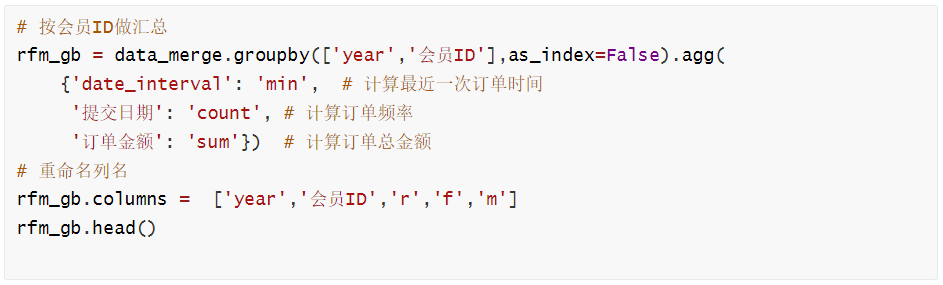 # 按会员ID做汇总
rfm_gb = data_merge.groupby(['year','会员ID'],as_index=False).agg(
    {'date_interval': 'min',  # 计算最近一次订单时间
     '提交日期': 'count', # 计算订单频率
     '订单金额': 'sum'})  # 计算订单总金额
# 重命名列名
rfm_gb.columns =  ['year','会员ID','r','f','m']
rfm_gb.head()